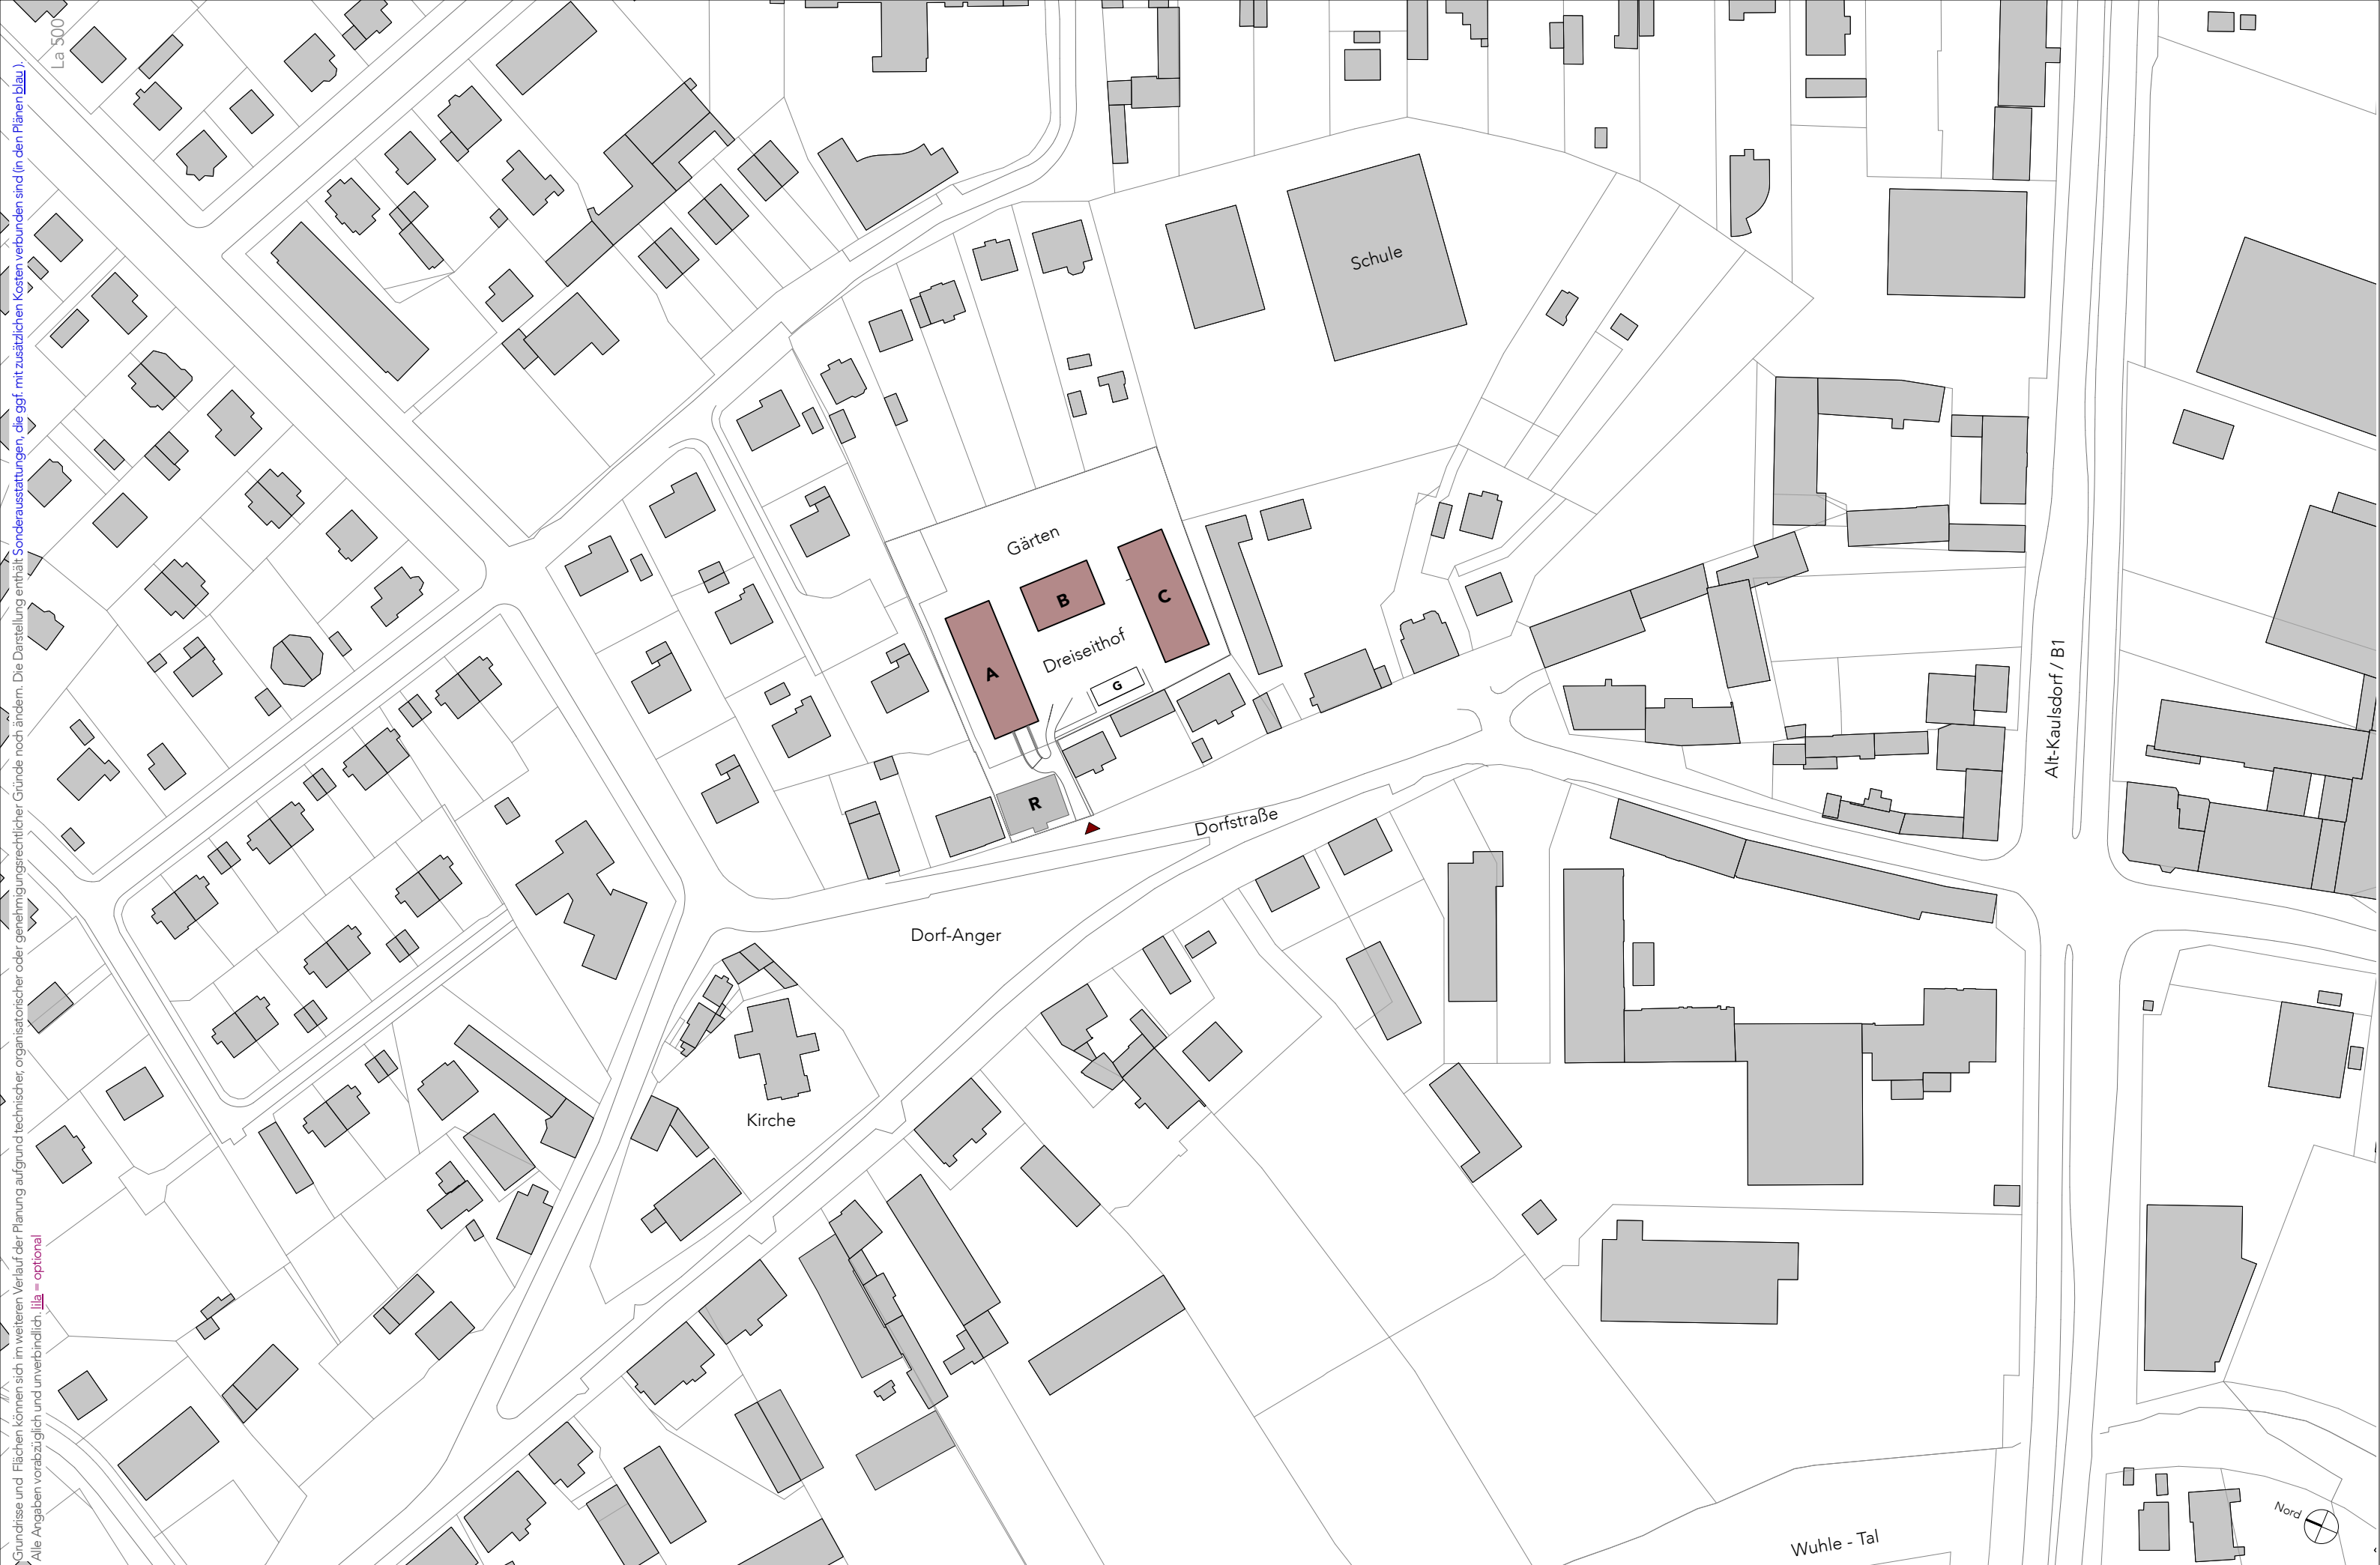 La 500
Grundrisse und Flächen können sich im weiteren Verlauf der Planung aufgrund technischer, organisatorischer oder genehmigungsrechtlicher Gründe noch ändern. Die Darstellung enthält Sonderausstattungen, die ggf. mit zusätzlichen Kosten verbunden sind (in den Plänen blau ).
Alle Angaben vorabzüglich und unverbindlich. lila = optional
Schule
Gärten
B
C
Dreiseithof
A
G
R
Dorfstraße
Alt-Kaulsdorf / B1
Dorf-Anger
Kirche
Nord
Wuhle - Tal